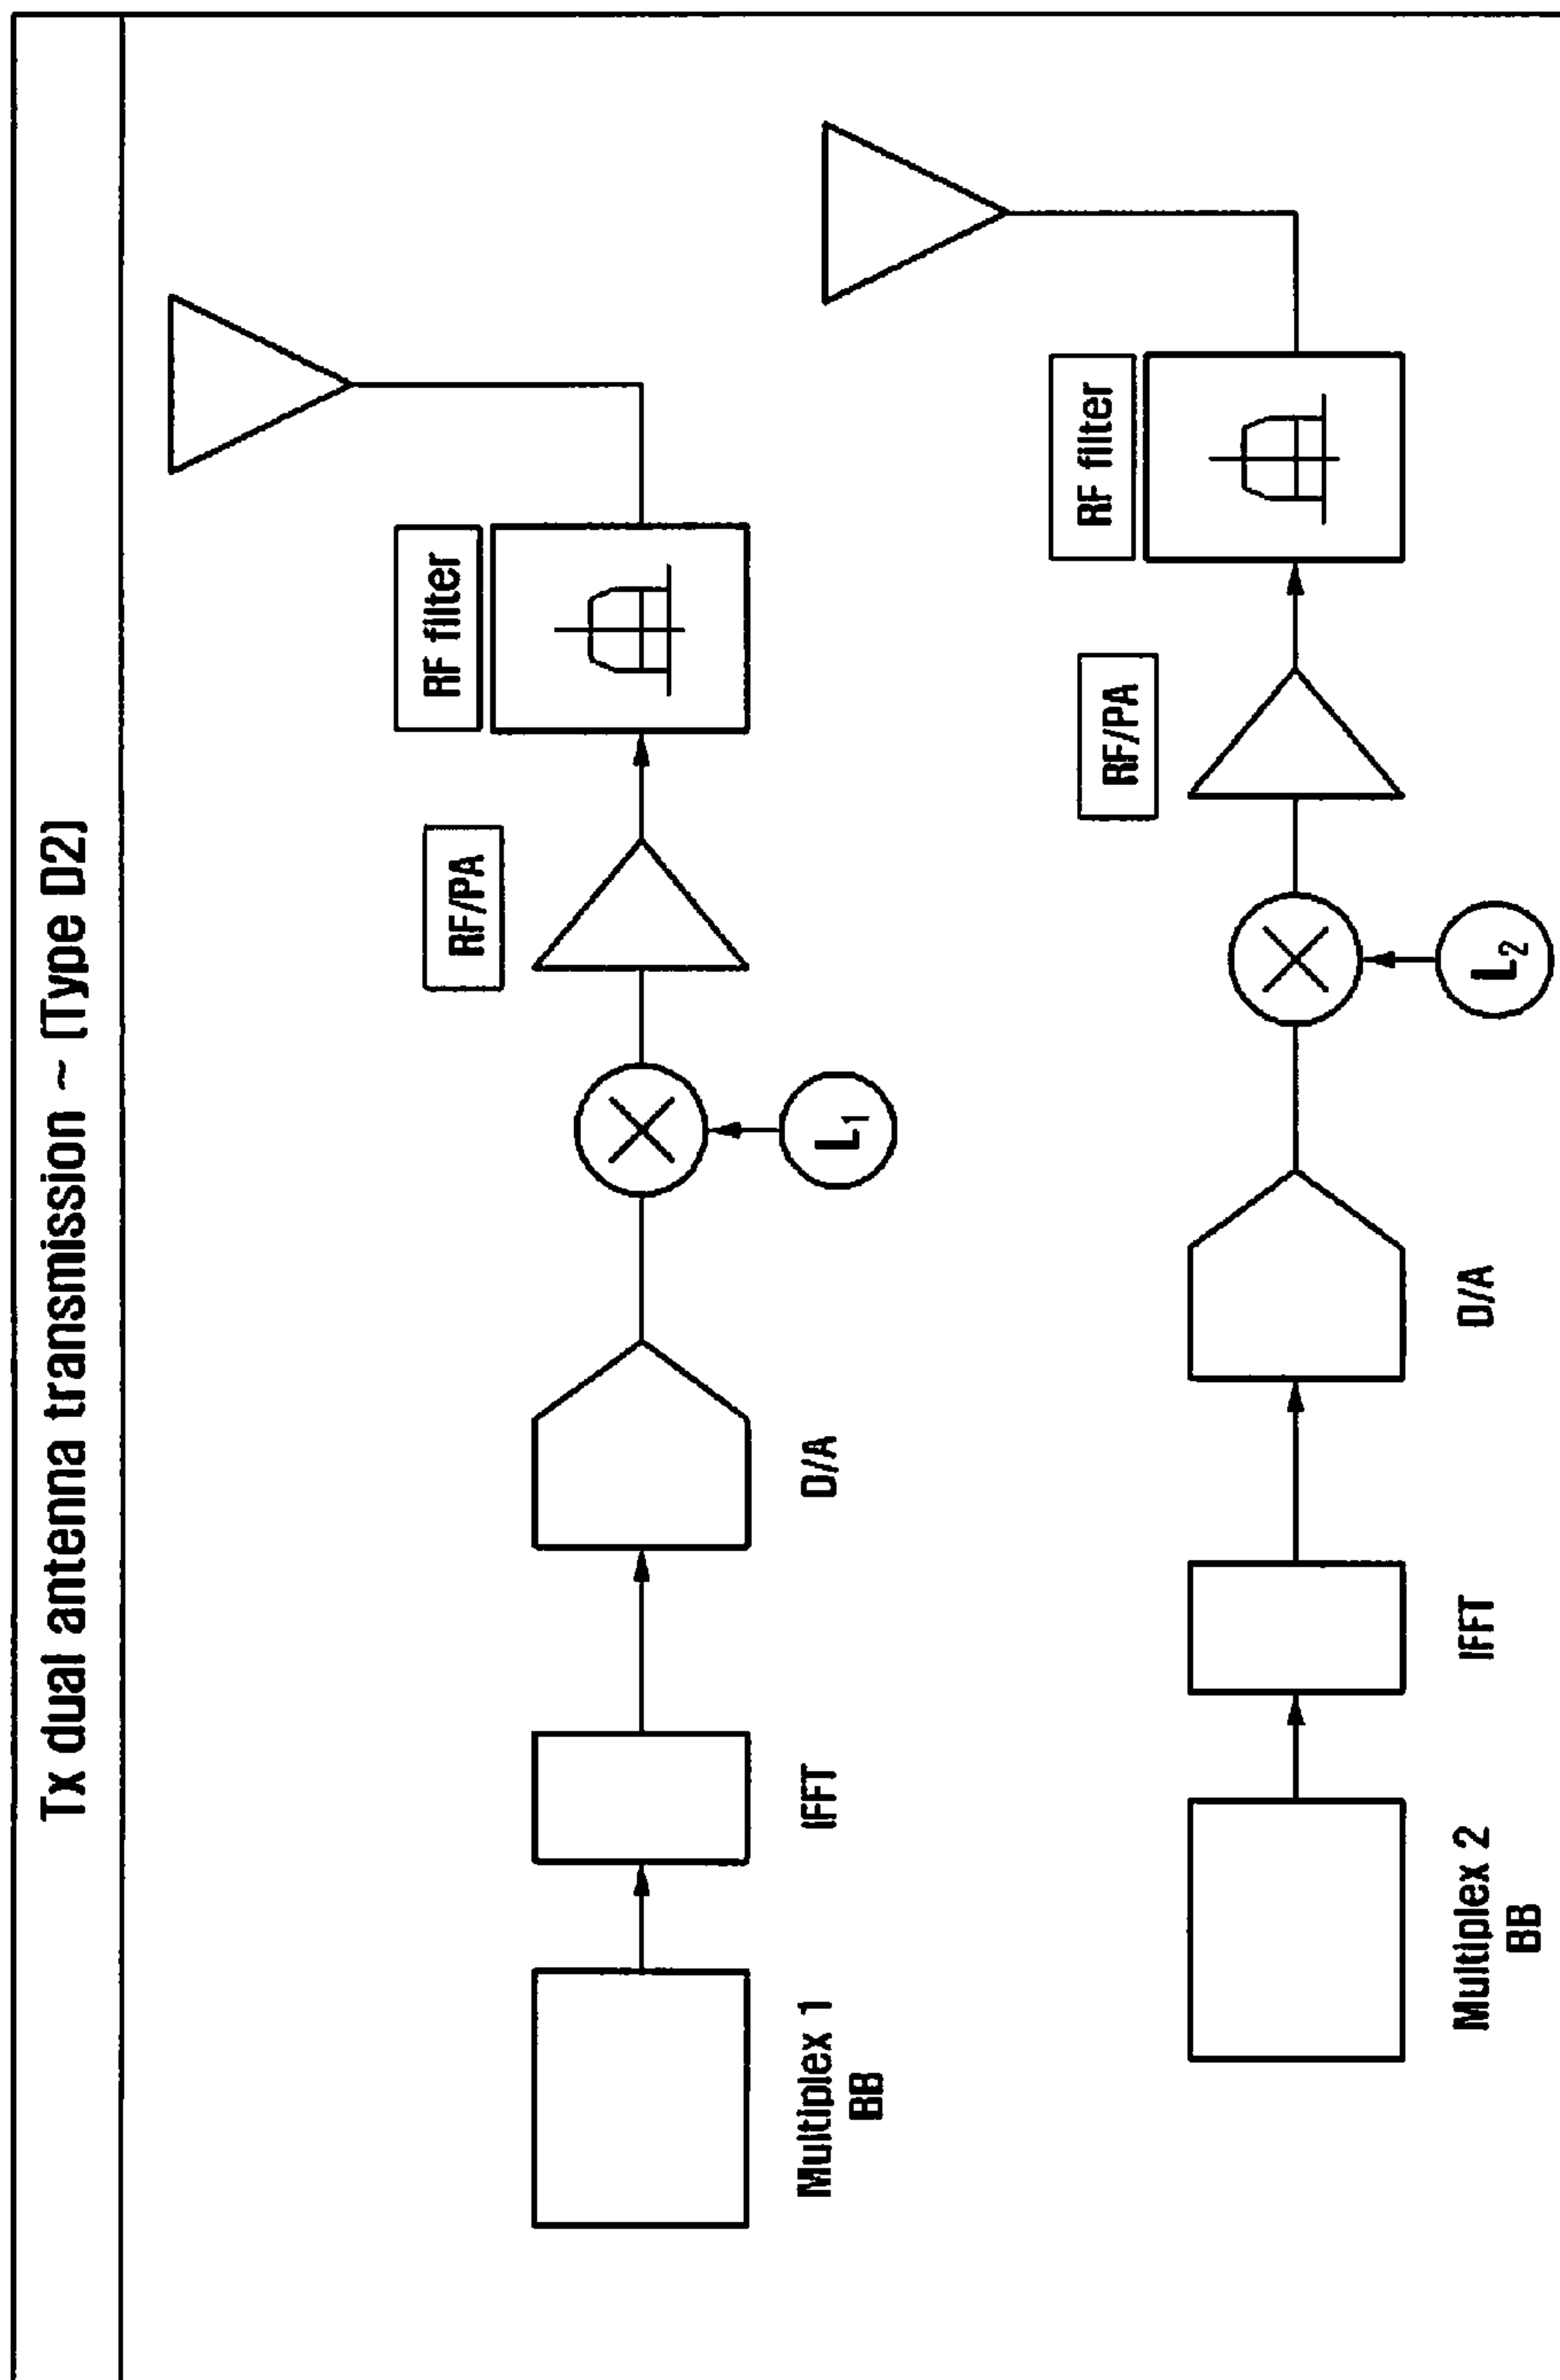 Tx dual antenna transmission ~ (Type D2)
RF filter
RF/PA
L1
D/A
IFFT
Multiplex 1
BB
RF filter
RF/PA
L2
D/A
IFFT
Multiplex 2
BB